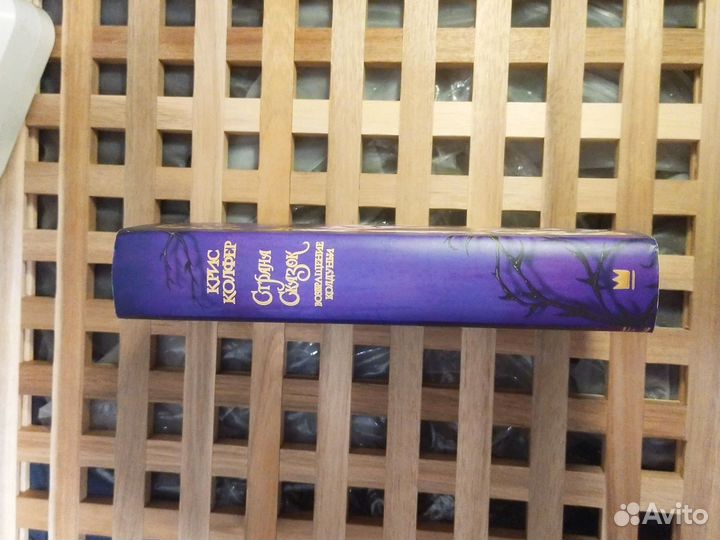 КРИС
КОЛФЕР
СТРАНА
СКАЗОК
ВОЗВРАЩЕНИЕ
КОЛДУНЬИ
Avito